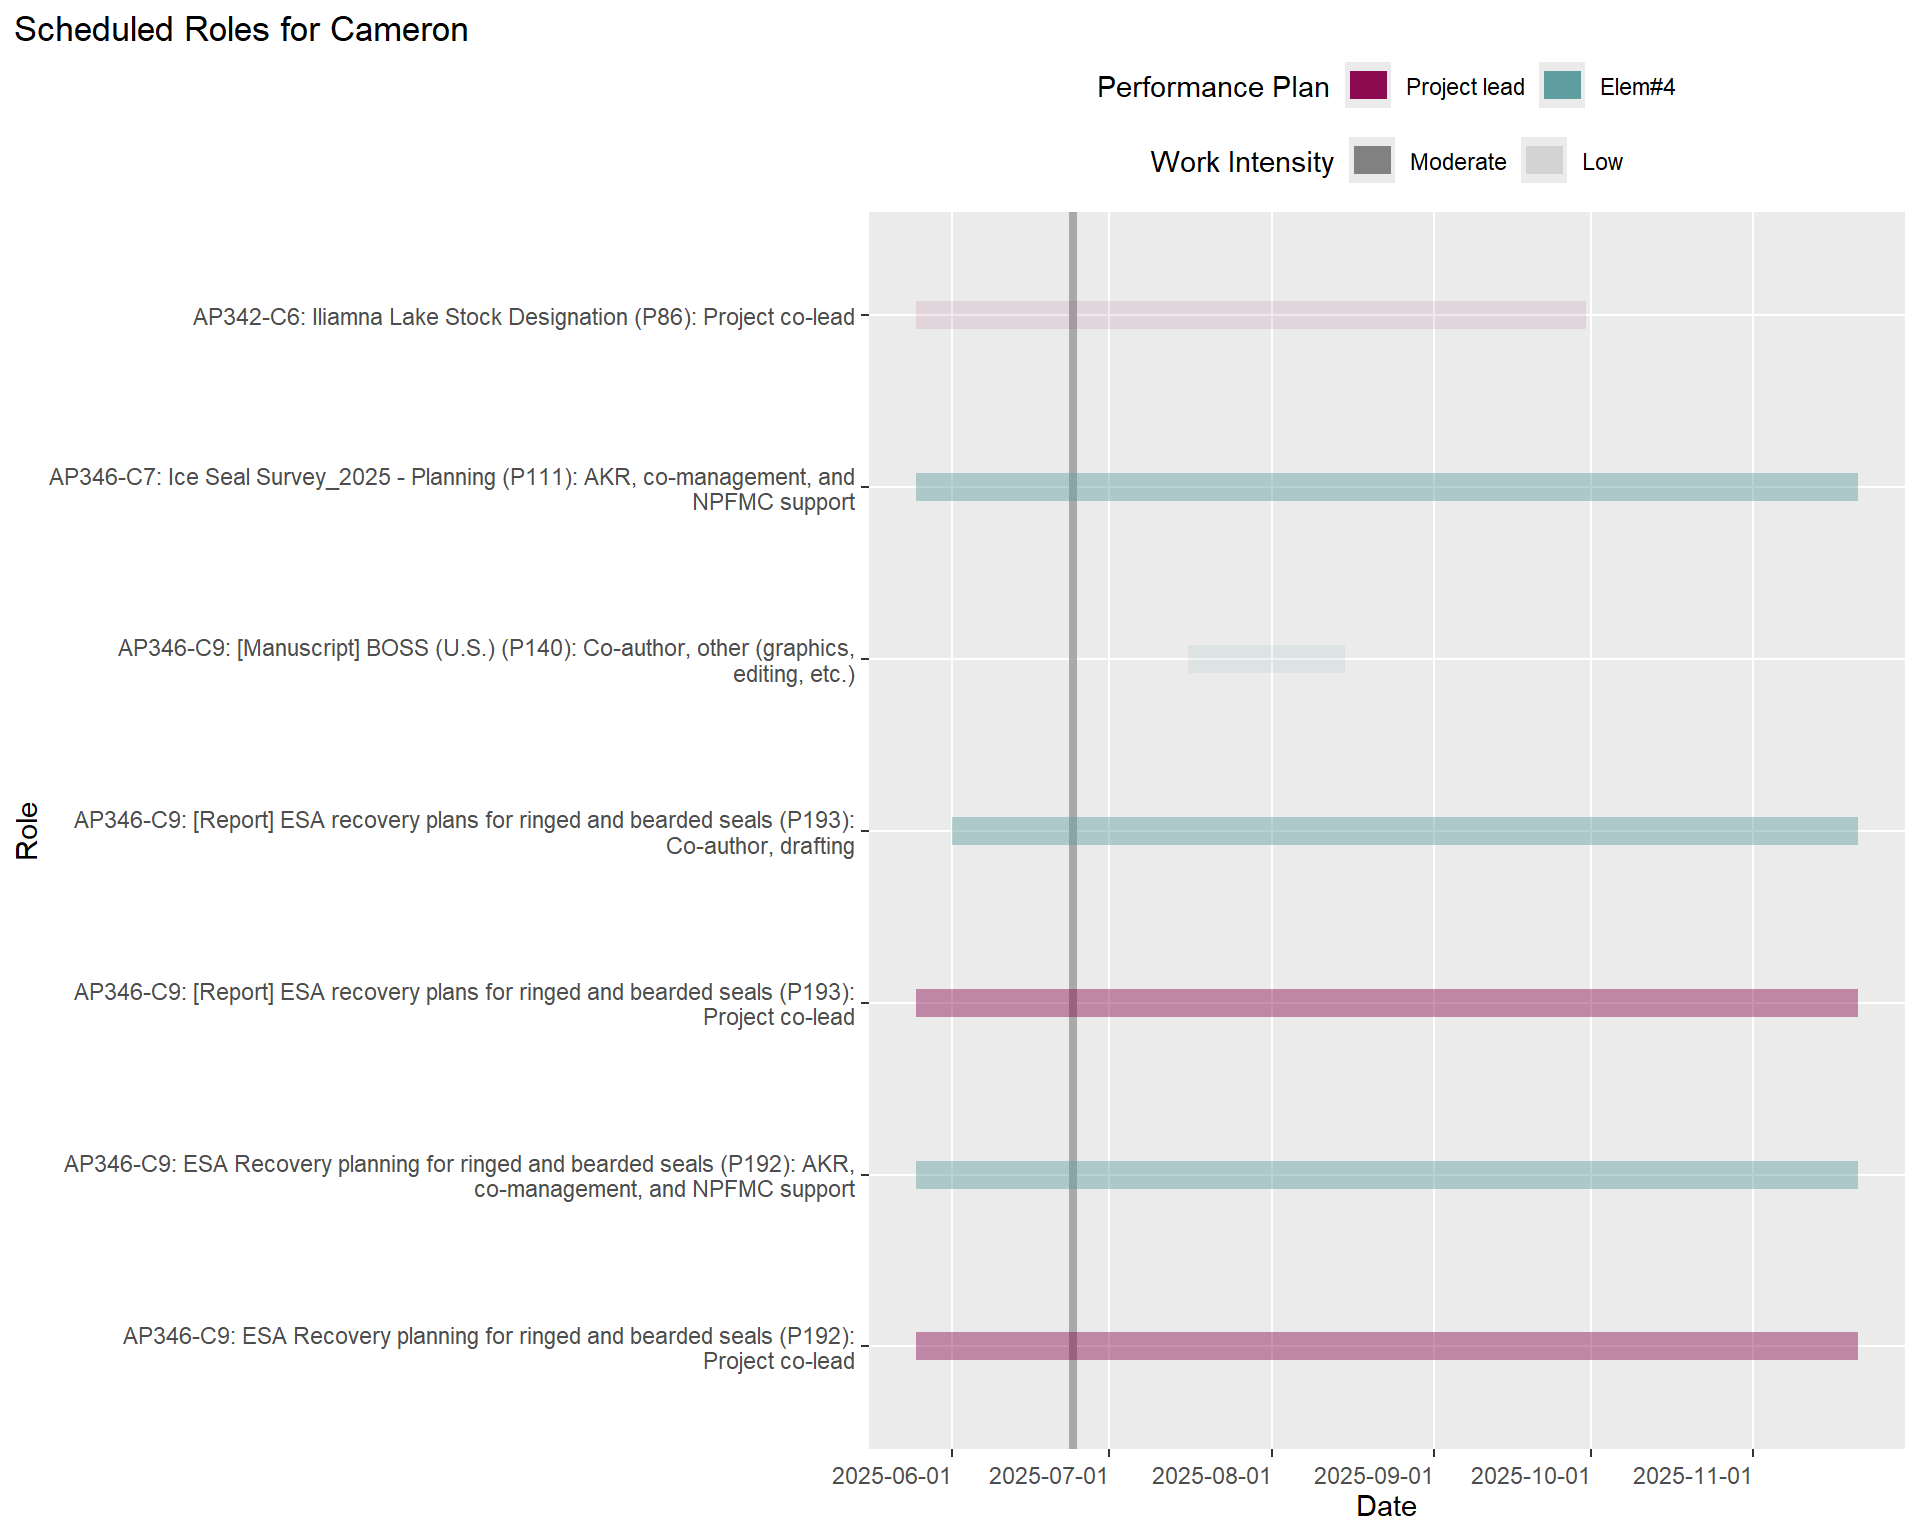 Scheduled Roles for Cameron
Performance Plan Project lead Elem#4
Work Intensity Moderate Low
AP342-C6: Iliamna Lake Stock Designation (P86): Project co-lead
AP346-C7: Ice Seal Survey_2025 - Planning (P111): AKR, co-management, and
NPFMC support
AP346-C9: [Manuscript] BOSS (U.S.) (P140): Co-author, other (graphics,
editing, etc.)
AP346-C9: [Report] ESA recovery plans for ringed and bearded seals (P193):
Co-author, drafting
AP346-C9: [Report] ESA recovery plans for ringed and bearded seals (P193):
Project co-lead
AP346-C9: ESA Recovery planning for ringed and bearded seals (P192): AKR,
co-management, and NPFMC support
AP346-C9: ESA Recovery planning for ringed and bearded seals (P192):
Project co-lead
Role
2025-06-01 2025-07-01 2025-08-01 2025-09-01 2025-10-01 2025-11-01
Date